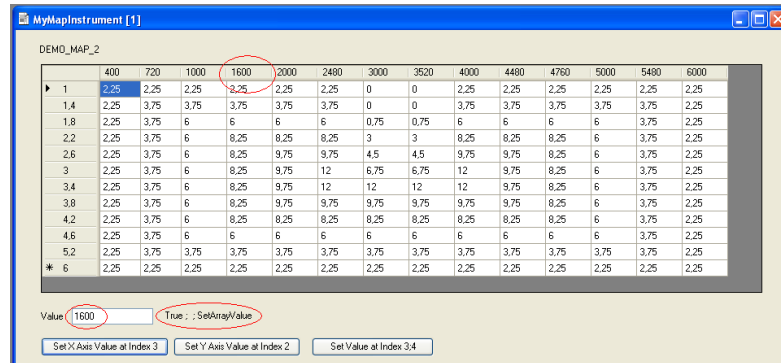 MyMapInstrument [1]
DEMO_MAP_2
400 720 1000 1600 2000 2480 3000 3520 4000 4480 4760 5000 5480 6000
1 2,25 2,25 2,25 2,25 2,25 2,25 0 0 2,25 2,25 2,25 2,25 2,25 2,25
1,4 2,25 3,75 3,75 3,75 3,75 3,75 0 0 3,75 3,75 3,75 3,75 3,75 2,25
1,8 2,25 3,75 6 6 6 6 0,75 0,75 6 6 6 6 3,75 2,25
2,2 2,25 3,75 6 8,25 8,25 8,25 3 3 8,25 8,25 8,25 6 3,75 2,25
2,6 2,25 3,75 6 8,25 9,75 9,75 4,5 4,5 9,75 9,75 8,25 6 3,75 2,25
3 2,25 3,75 6 8,25 9,75 12 6,75 6,75 12 9,75 8,25 6 3,75 2,25
3,4 2,25 3,75 6 8,25 9,75 12 12 12 12 9,75 8,25 6 3,75 2,25
3,8 2,25 3,75 6 8,25 9,75 9,75 9,75 9,75 9,75 9,75 8,25 6 3,75 2,25
4,2 2,25 3,75 6 8,25 8,25 8,25 8,25 8,25 8,25 8,25 8,25 6 3,75 2,25
4,6 2,25 3,75 6 6 6 6 6 6 6 6 6 6 3,75 2,25
5,2 2,25 3,75 3,75 3,75 3,75 3,75 3,75 3,75 3,75 3,75 3,75 3,75 3,75 2,25
6 2,25 2,25 2,25 2,25 2,25 2,25 2,25 2,25 2,25 2,25 2,25 2,25 2,25 2,25
Value 1600 True ; ; SetArrayValue
Set X Axis Value at Index 3 Set Y Axis Value at Index 2 Set Value at Index 3;4